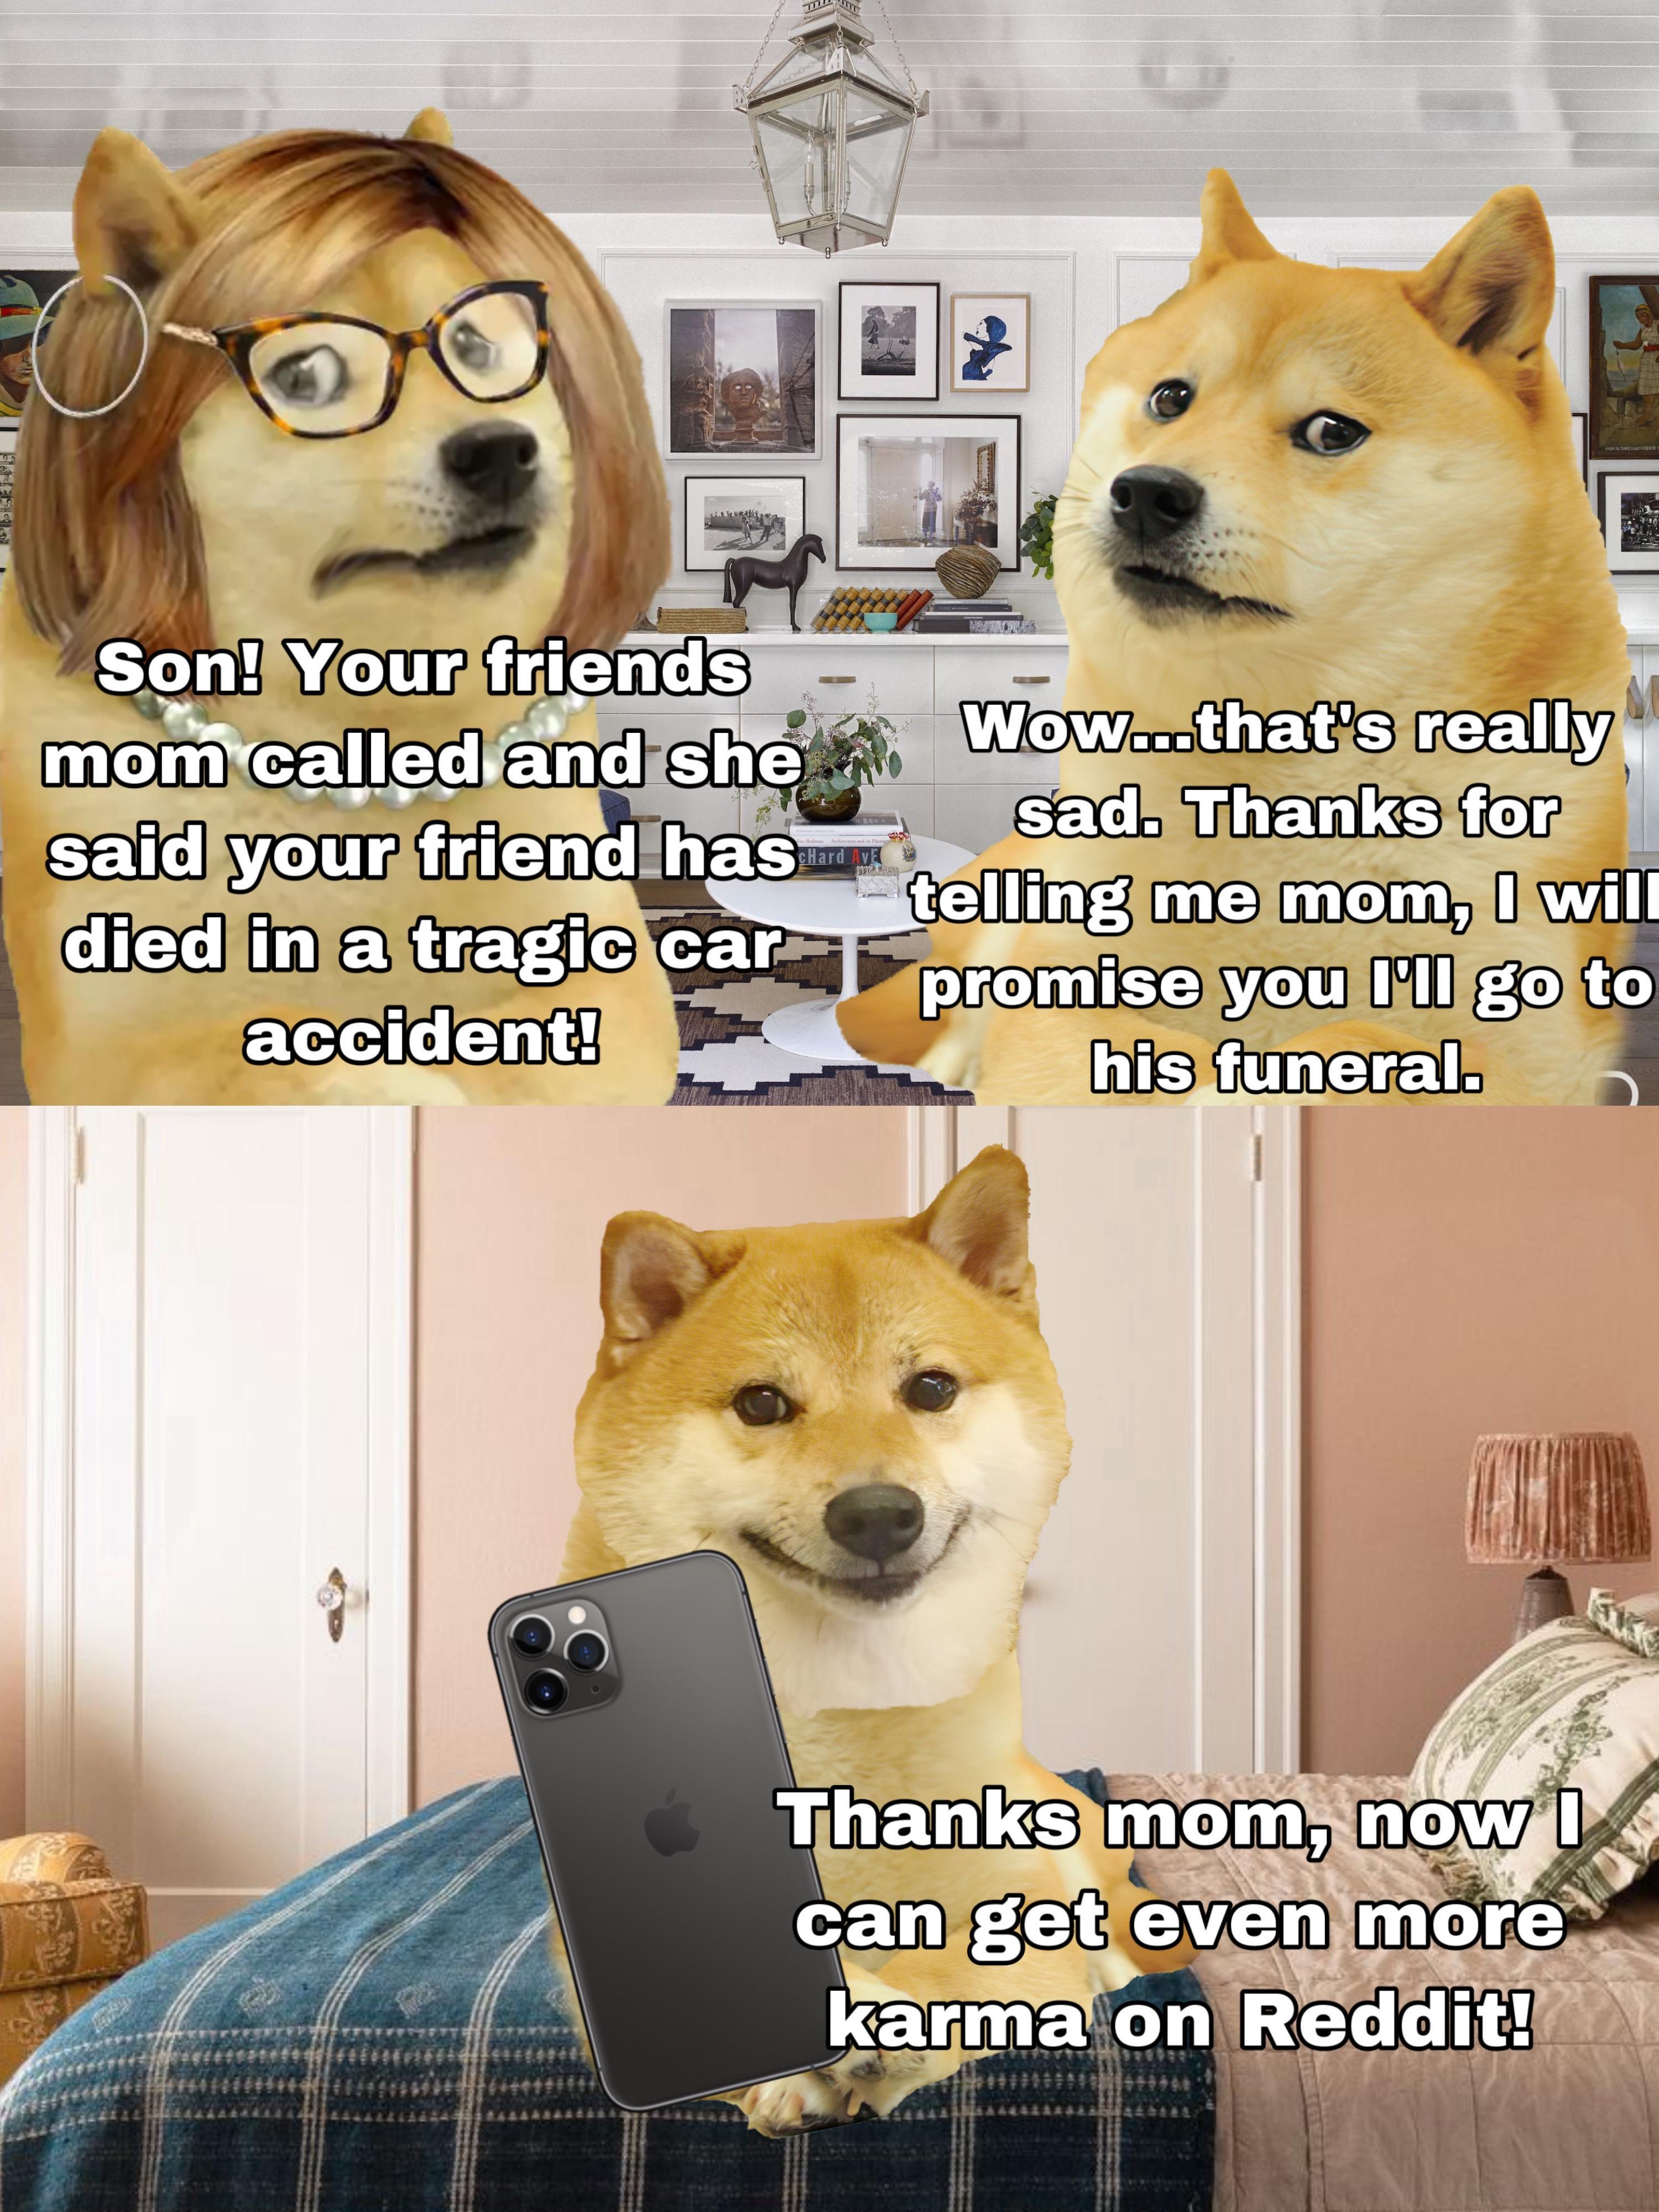 Son! Your friends
mom called and she
said your friend has
died in a tragic car
accident!
Wow...that's really
sad. Thanks for
telling me mom, I will
promise you I'll go to
his funeral.
Thanks mom, now I
can get even more
karma on Reddit!